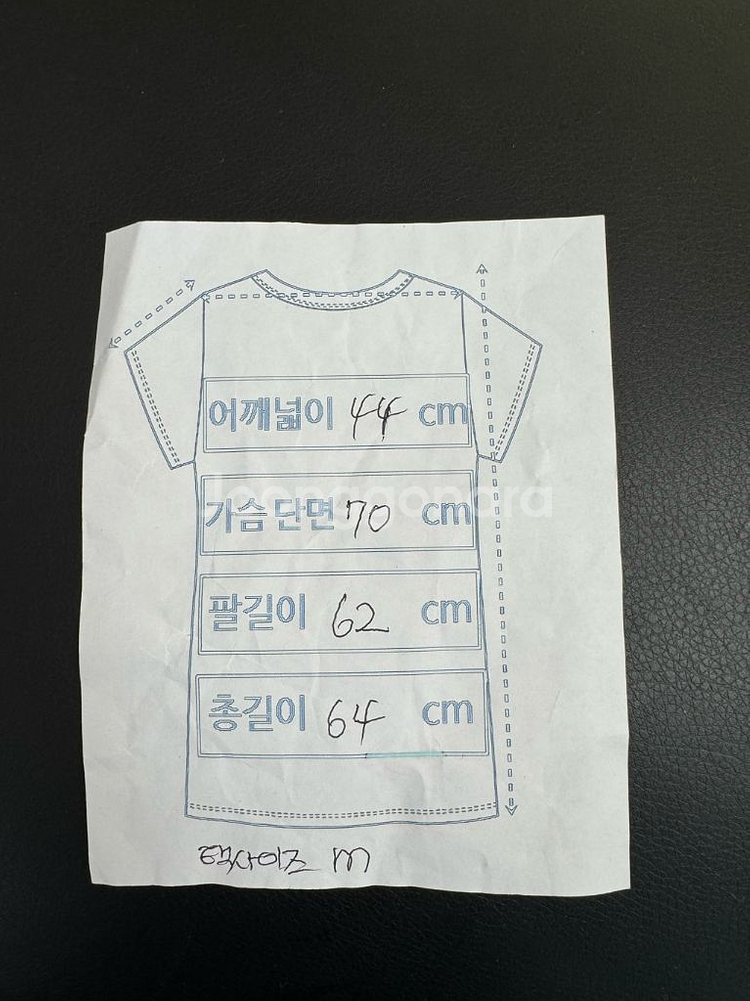 어깨넓이 44 cm
joonggonara
가슴단면 70 cm
팔길이 62 cm
총길이 64 cm
택사이즈 m